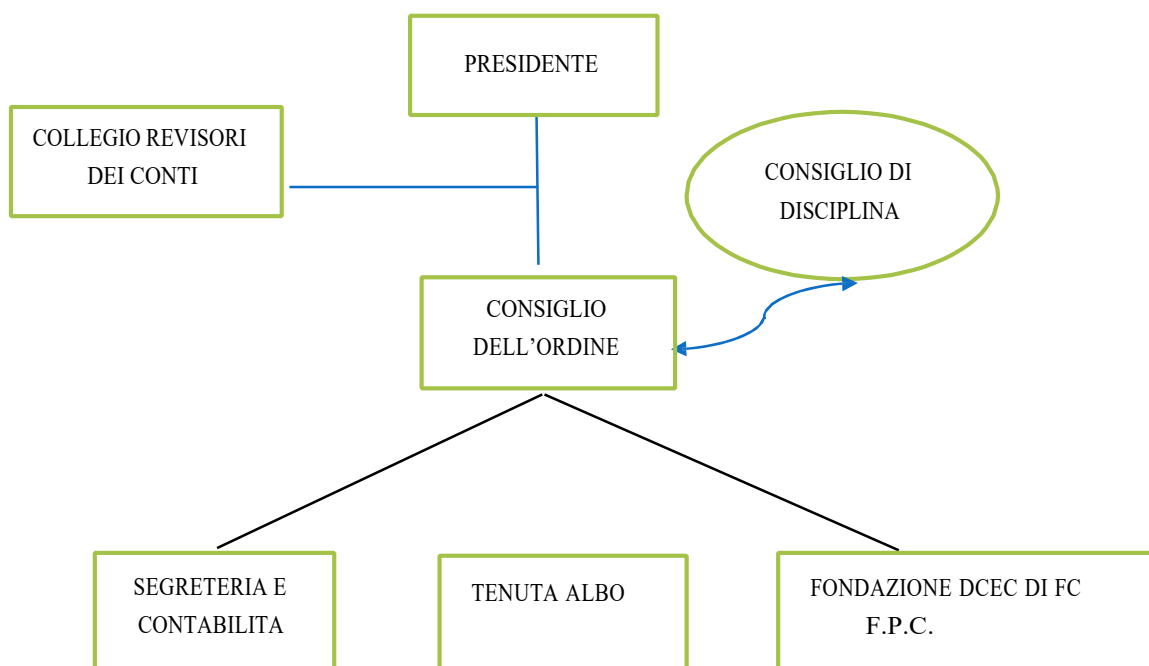 PRESIDENTE
COLLEGIO REVISORI
DEI CONTI
CONSIGLIO DI
DISCIPLINA
CONSIGLIO
DELL’ORDINE
SEGRETERIA E
CONTABILITA
TENUTA ALBO
FONDAZIONE DCEC DI FC
F.P.C.